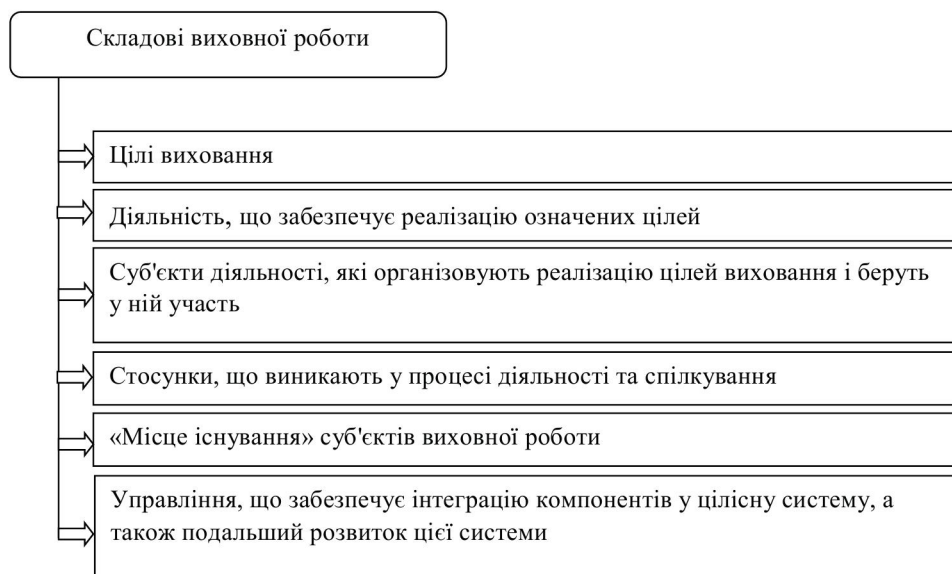 Складові виховної роботи
Цілі виховання
Діяльність, що забезпечує реалізацію означених цілей
Суб'єкти діяльності, які організовують реалізацію цілей виховання і беруть
у ній участь
Стосунки, що виникають у процесі діяльності та спілкування
«Місце існування» суб'єктів виховної роботи
Управління, що забезпечує інтеграцію компонентів у цілісну систему, а
також подальший розвиток цієї системи